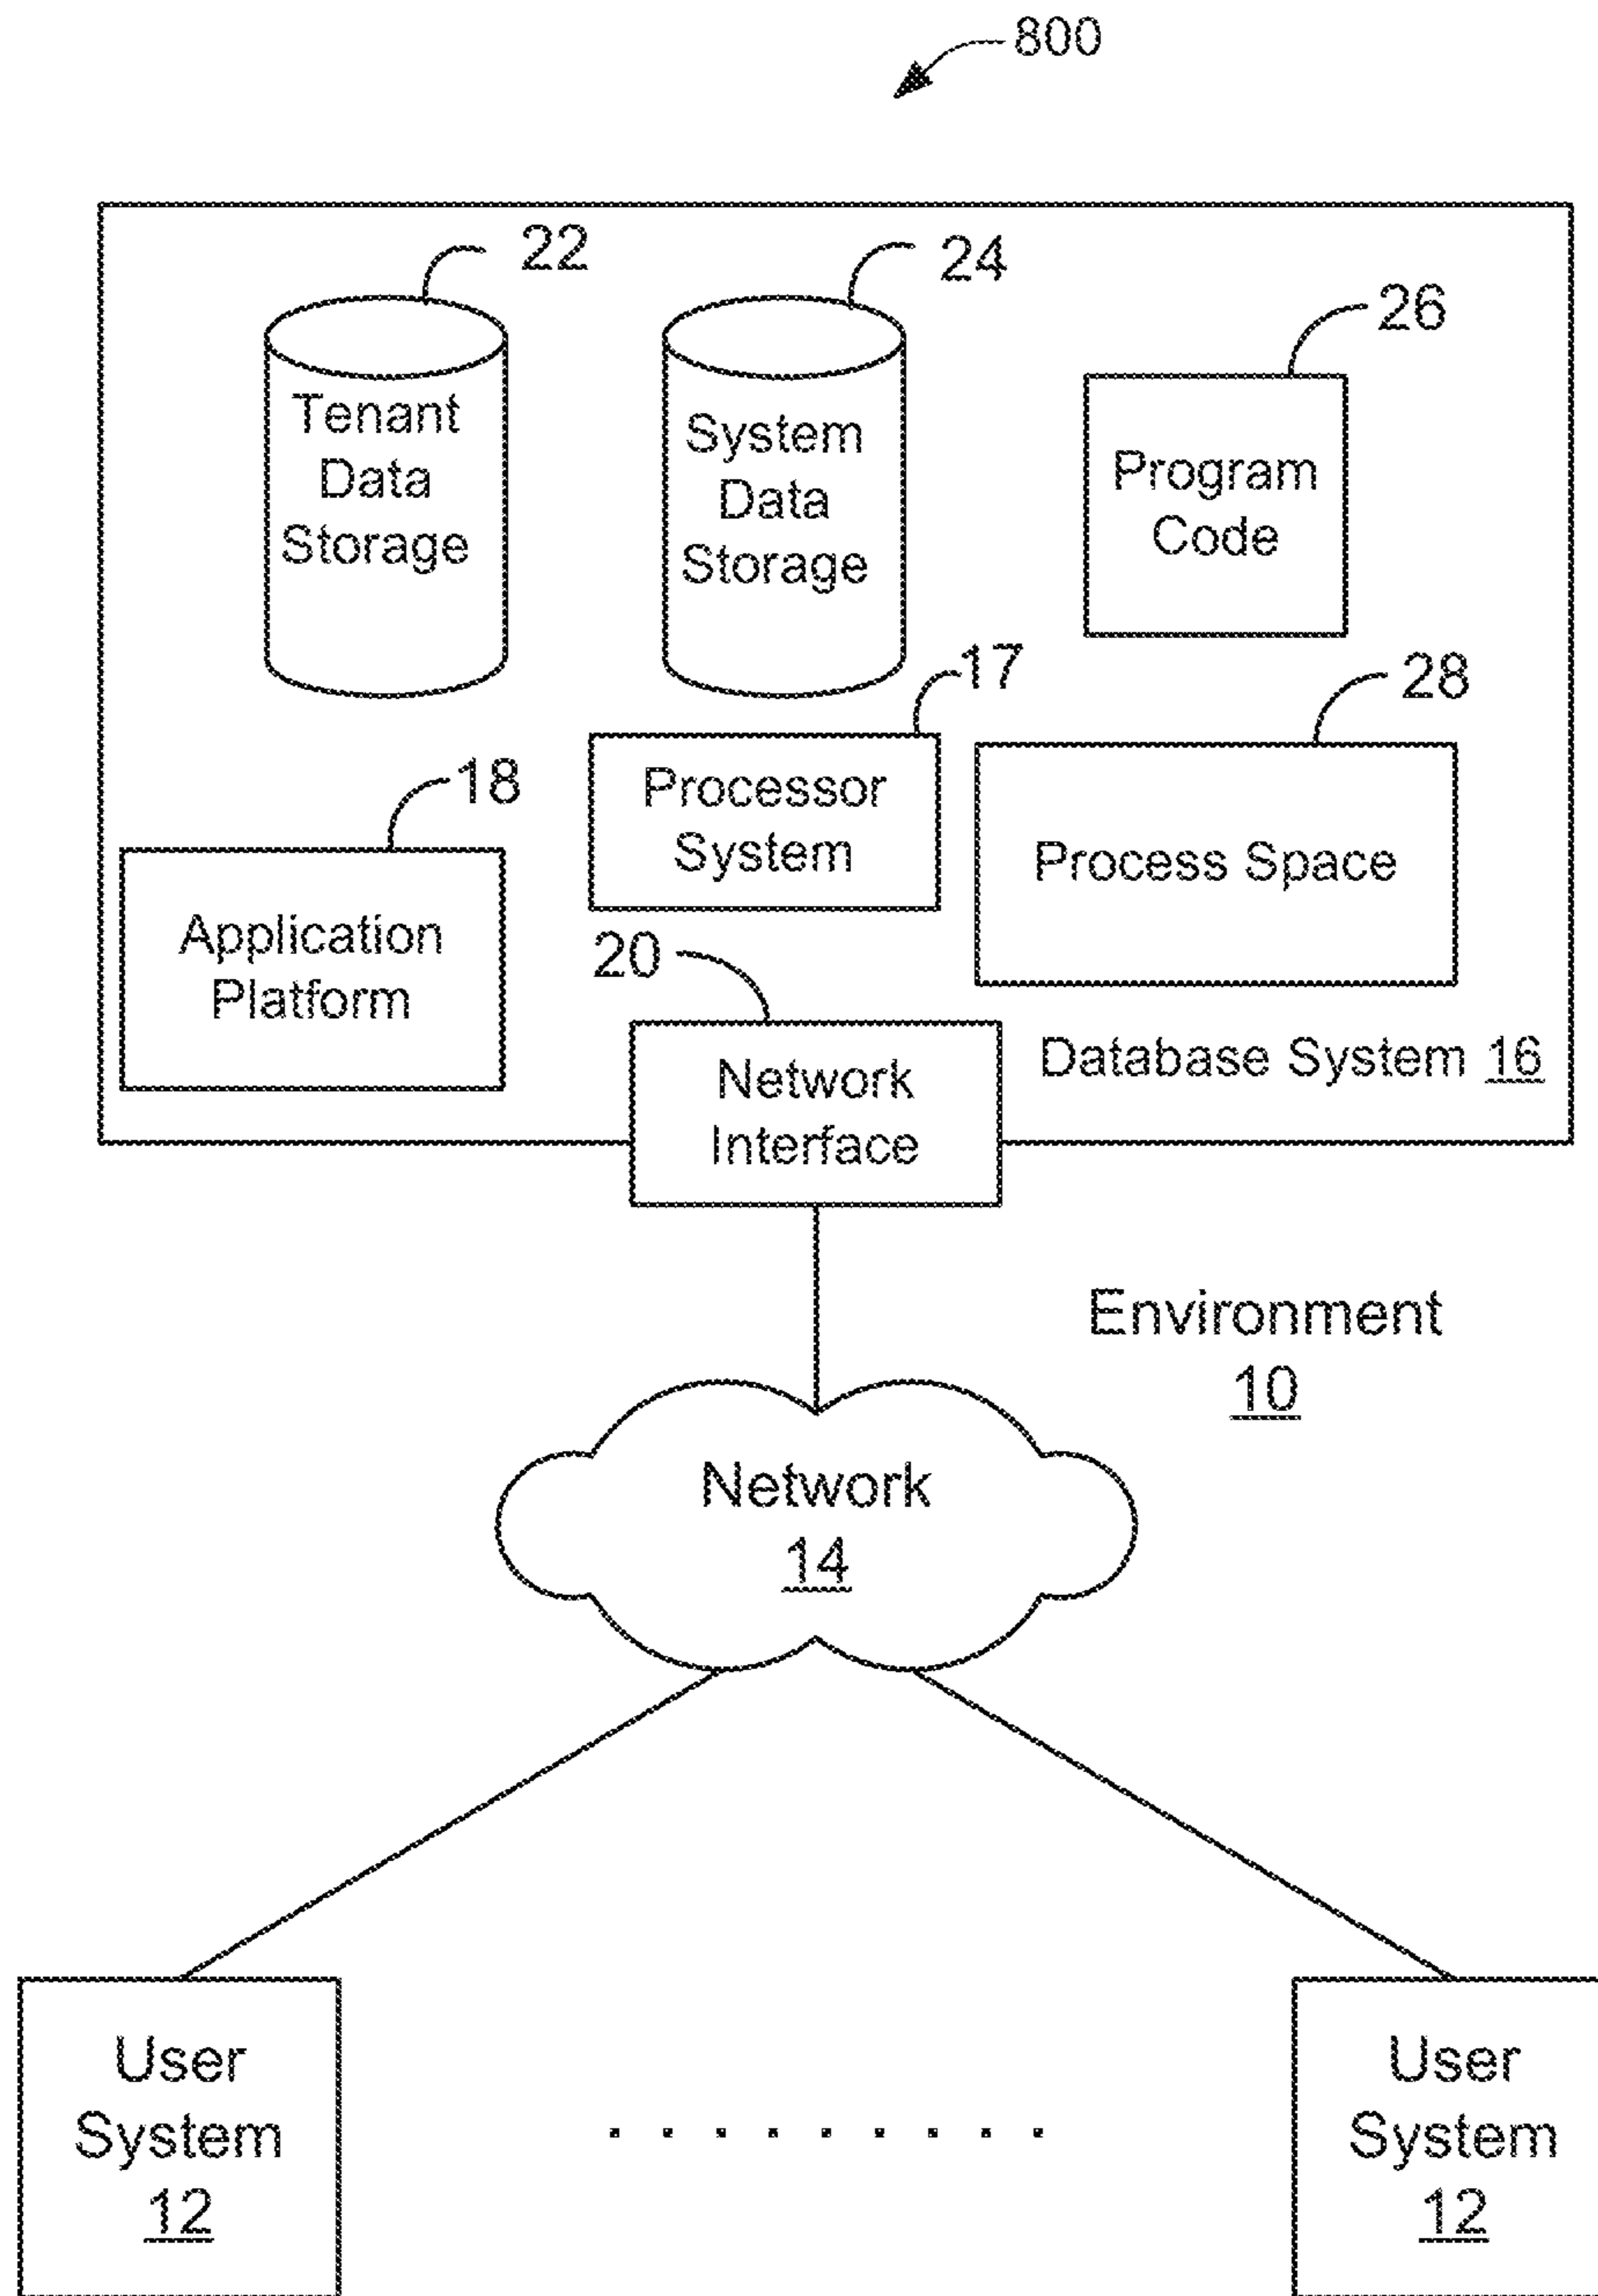 800
22
24
26
Tenant
Data
Storage
System
Data
Storage
Program
Code
17
28
18
Processor
System
Process Space
Application
Platform
20
Database System 16
Network
Interface
Environment
10
Network
14
User
System
12
. . . . . . . . .
User
System
12